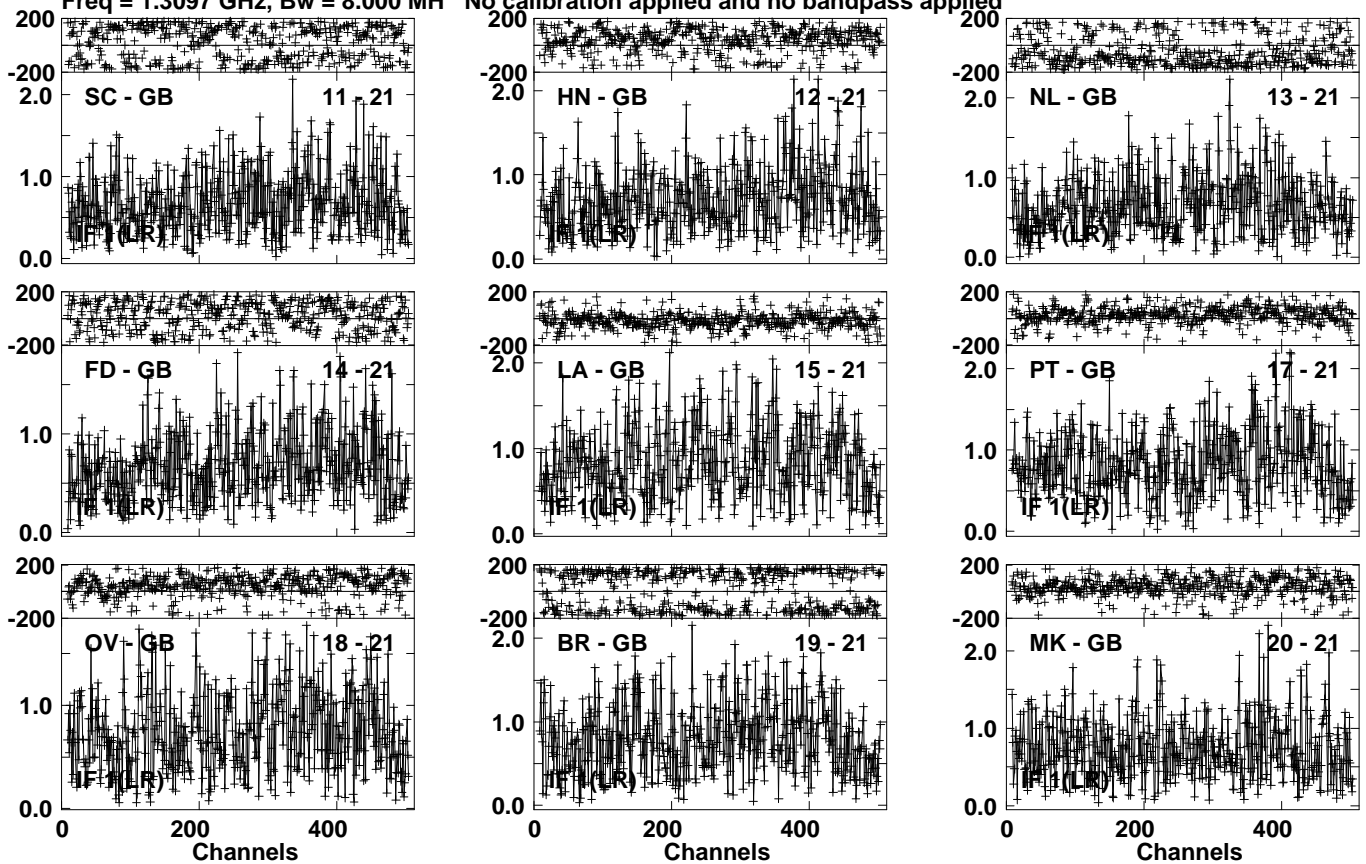 Freq = 1.3097 GHz, Bw = 8.000 MH No calibration applied and no bandpass applied
200 200 200
-200 -200 -200
SC - GB 11 - 21 HN - GB 12 - 21 NL - GB 13 - 21
2.0 2.0 2.0
1.0 1.0 1.0
IF 1(LR) IF 1(LR) IF 1(LR)
0.0 0.0 0.0
200 200 200
-200 -200 -200
FD - GB 14 - 21 LA - GB 15 - 21 PT - GB 17 - 21
2.0
1.0 1.0 1.0
IF 1(LR) IF 1(LR) IF 1(LR)
0.0 0.0 0.0
200 200 200
-200 -200 -200
OV - GB 18 - 21 BR - GB 19 - 21 MK - GB 20 - 21
2.0 2.0
1.0 1.0 1.0
IF 1(LR) IF 1(LR) IF 1(LR)
0.0 0.0 0.0
0 200 400 0 200 400 0 200 400
Channels Channels Channels